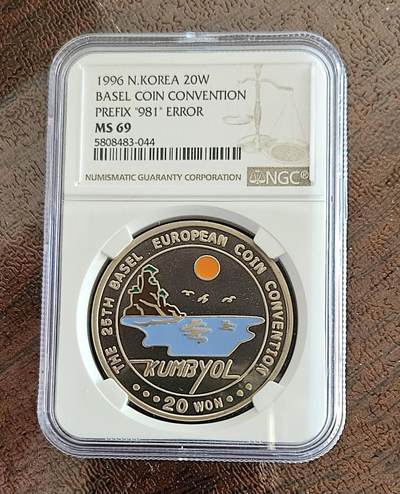 1996 N.KOREA 20W
BASEL COIN CONVENTION
PREFIX "981" ERROR
MS 69
5808483-044
NUMISMATIC GUARANTY CORPORATION
NGC
THE 25TH BASEL EUROPEAN COIN CONVENTION
KUMBYOL
20 WON